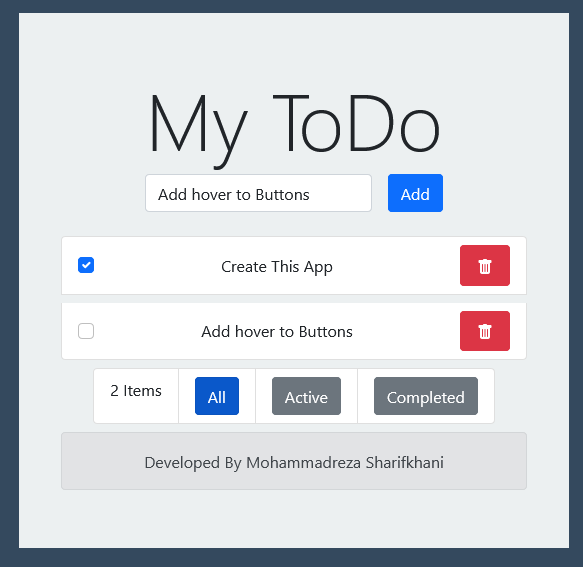 My ToDo
Add hover to Buttons
Add
Create This App
Add hover to Buttons
2 Items
All
Active
Completed
Developed By Mohammadreza Sharifkhani